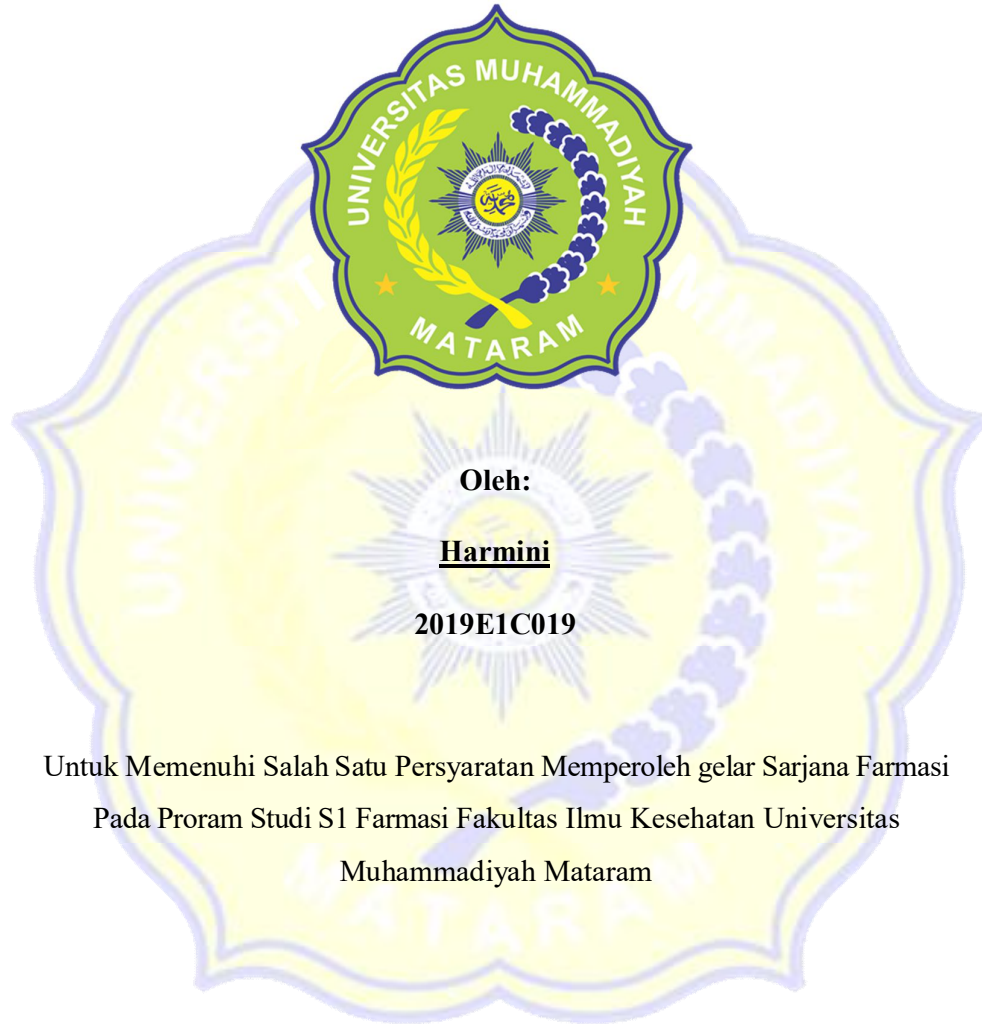 UNIVERSITAS MUHAMMADIYAH
MATARAM
Oleh:
Harmini
2019E1C019
Untuk Memenuhi Salah Satu Persyaratan Memperoleh gelar Sarjana Farmasi
Pada Proram Studi S1 Farmasi Fakultas Ilmu Kesehatan Universitas
Muhammadiyah Mataram